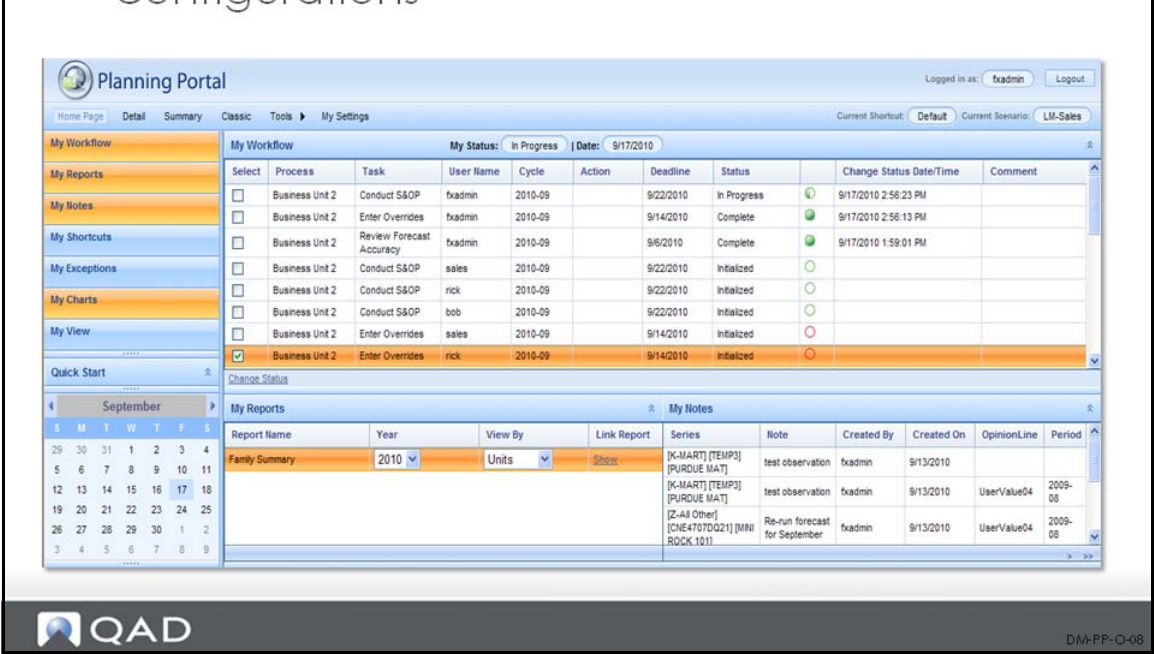 Configurations
Planning Portal
Logged in as: fxadmin Logout
Home Page Detail Summary Classic Tools My Settings Current Shortcut: Default Current Scenario: LM-Sales
My Workflow
My Reports
My Notes
My Shortcuts
My Exceptions
My Charts
My View
Quick Start
September
S M T W T F S
29 30 31 1 2 3 4
5 6 7 8 9 10 11
12 13 14 15 16 17 18
19 20 21 22 23 24 25
26 27 28 29 30 1 2
3 4 5 6 7 8 9
My Workflow My Status: In Progress | Date: 9/17/2010
Select Process Task User Name Cycle Action Deadline Status Change Status Date/Time Comment
Business Unit 2 Conduct S&OP fxadmin 2010-09 9/22/2010 In Progress 9/17/2010 2:56:23 PM
Business Unit 2 Enter Overrides fxadmin 2010-09 9/14/2010 Complete 9/17/2010 2:56:13 PM
Business Unit 2 Review Forecast Accuracy fxadmin 2010-09 9/6/2010 Complete 9/17/2010 1:59:01 PM
Business Unit 2 Conduct S&OP sales 2010-09 9/22/2010 Initialized
Business Unit 2 Conduct S&OP rick 2010-09 9/22/2010 Initialized
Business Unit 2 Conduct S&OP bob 2010-09 9/22/2010 Initialized
Business Unit 2 Enter Overrides sales 2010-09 9/14/2010 Initialized
Business Unit 2 Enter Overrides rick 2010-09 9/14/2010 Initialized
Change Status
My Reports
Report Name Year View By Link Report
Family Summary 2010 Units Show
My Notes
Series Note Created By Created On OpinionLine Period
[K-MART] [TEMP3] [PURDUE MAT] test observation fxadmin 9/13/2010
[K-MART] [TEMP3] [PURDUE MAT] test observation fxadmin 9/13/2010 UserValue04 2009-08
[Z-All Other] [CNE4707DQ21] [MINI ROCK 101] Re-run forecast for September fxadmin 9/13/2010 UserValue04 2009-08
QAD
DM-PP-O-08